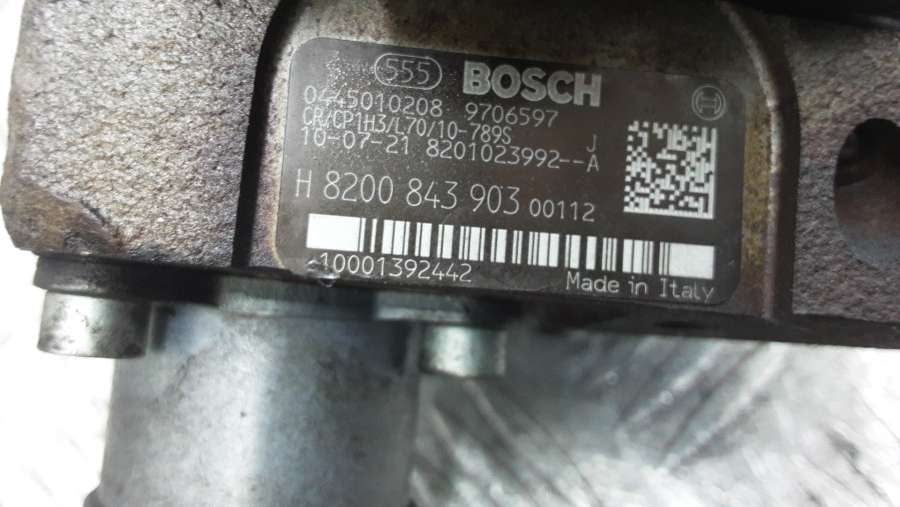 555 BOSCH
0445010208 9706597
CR/CP1H3/L70/10-789S J
10-07-21 8201023992--A
H 8200 843 903 00112
10001392442
Made in Italy